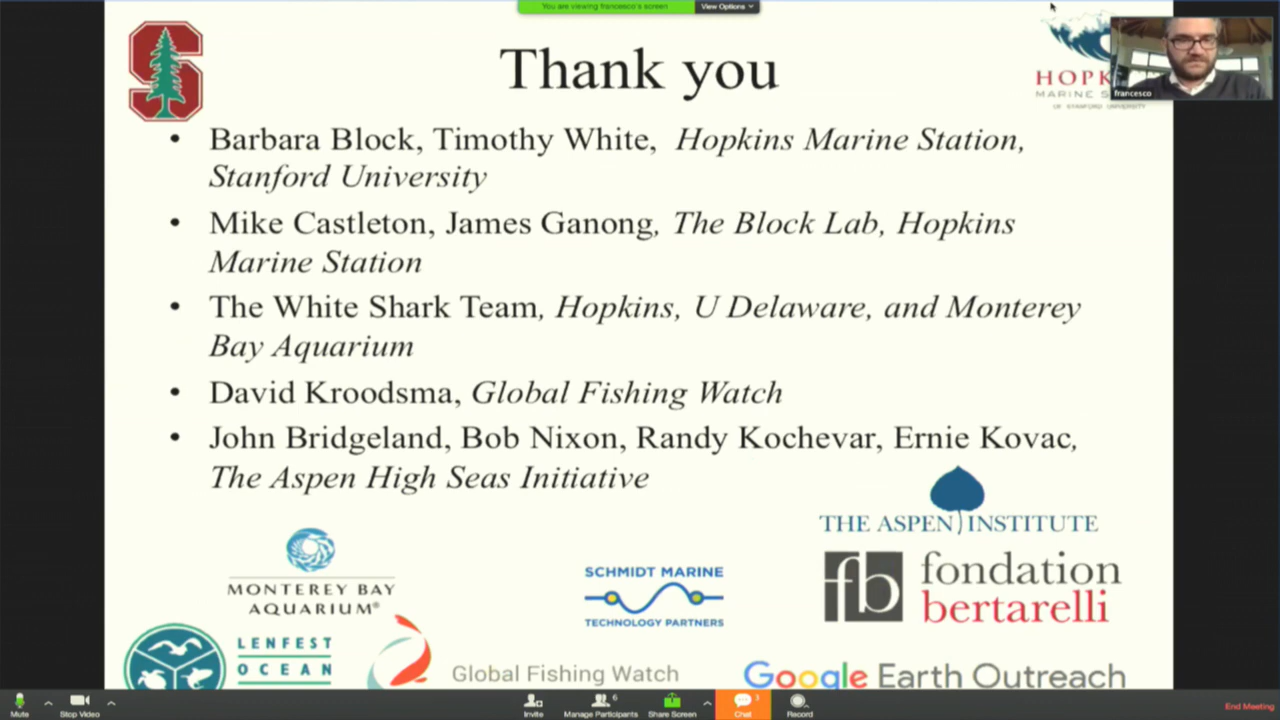 You are viewing francesco's screen
View Options
Thank you
HOPK
MARINE S
OF STANFORD UNIVERSITY
francesco
• Barbara Block, Timothy White, Hopkins Marine Station,
Stanford University
• Mike Castleton, James Ganong, The Block Lab, Hopkins
Marine Station
• The White Shark Team, Hopkins, U Delaware, and Monterey
Bay Aquarium
• David Kroodsma, Global Fishing Watch
• John Bridgeland, Bob Nixon, Randy Kochevar, Ernie Kovac,
The Aspen High Seas Initiative
THE ASPEN INSTITUTE
MONTEREY BAY
AQUARIUM®
SCHMIDT MARINE
TECHNOLOGY PARTNERS
fb
fondation
bertarelli
LENFEST
OCEAN
Global Fishing Watch
Google Earth Outreach
Mute
Stop Video
Invite
6
Manage Participants
Share Screen
Chat
Record
End Meeting